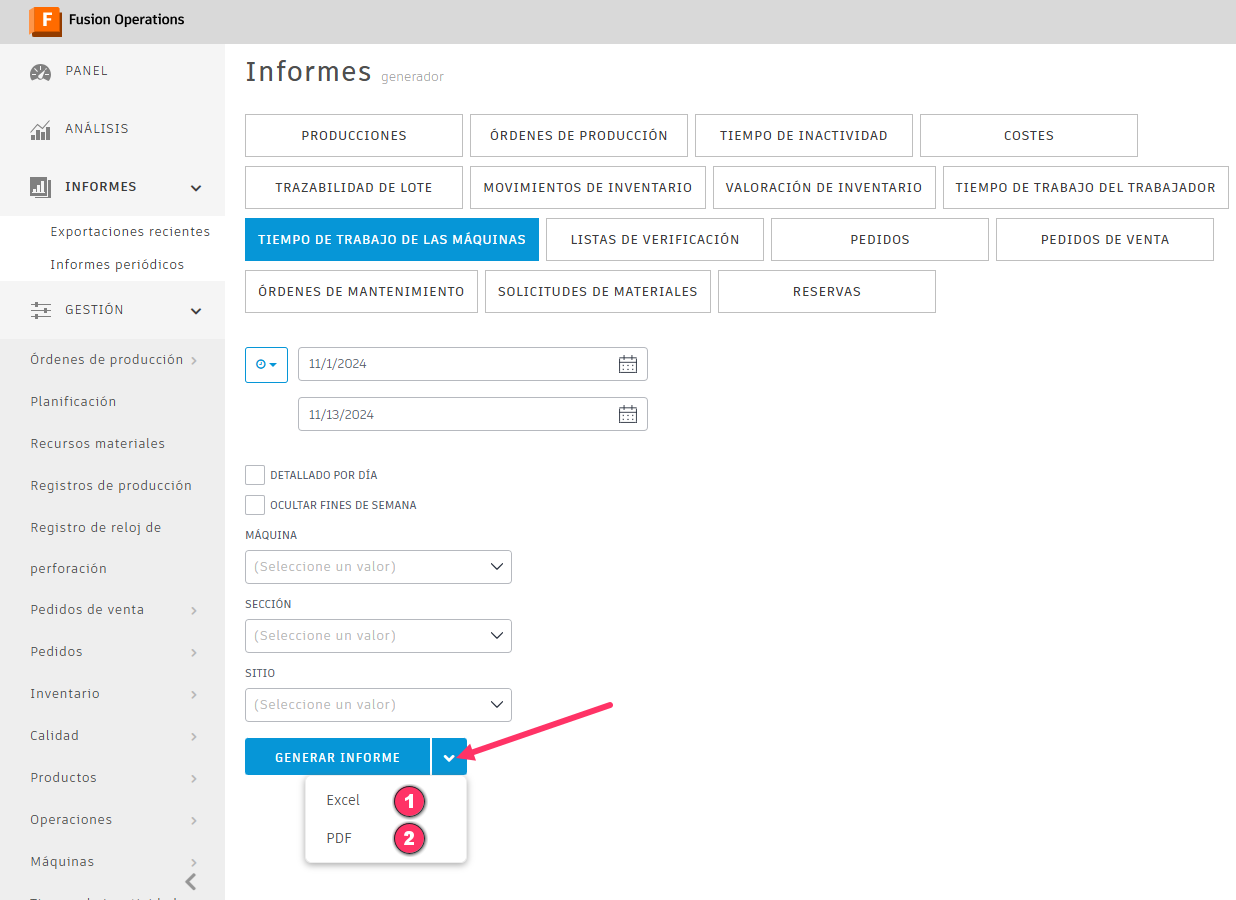 F Fusion Operations
PANEL
ANÁLISIS
INFORMES
Exportaciones recientes
Informes periódicos
GESTIÓN
Órdenes de producción
Planificación
Recursos materiales
Registros de producción
Registro de reloj de
perforación
Pedidos de venta
Pedidos
Inventario
Calidad
Productos
Operaciones
Máquinas
Informes generador
PRODUCCIONES ÓRDENES DE PRODUCCIÓN TIEMPO DE INACTIVIDAD COSTES
TRAZABILIDAD DE LOTE MOVIMIENTOS DE INVENTARIO VALORACIÓN DE INVENTARIO TIEMPO DE TRABAJO DEL TRABAJADOR
TIEMPO DE TRABAJO DE LAS MÁQUINAS LISTAS DE VERIFICACIÓN PEDIDOS PEDIDOS DE VENTA
ÓRDENES DE MANTENIMIENTO SOLICITUDES DE MATERIALES RESERVAS
11/1/2024
11/13/2024
DETALLADO POR DÍA
OCULTAR FINES DE SEMANA
MÁQUINA
(Seleccione un valor)
SECCIÓN
(Seleccione un valor)
SITIO
(Seleccione un valor)
GENERAR INFORME
Excel 1
PDF 2